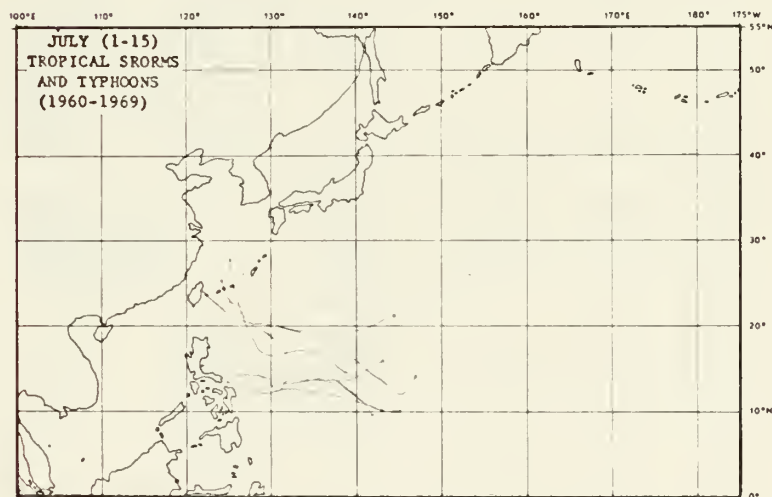 100°E 110° 120° 130° 140° 150° 160°E 170°E 180° 175°W
JULY (1-15)
TROPICAL SRORMS
AND TYPHOONS
(1960-1969)
55°N
50°
40°
30°
20°
10°N
0°